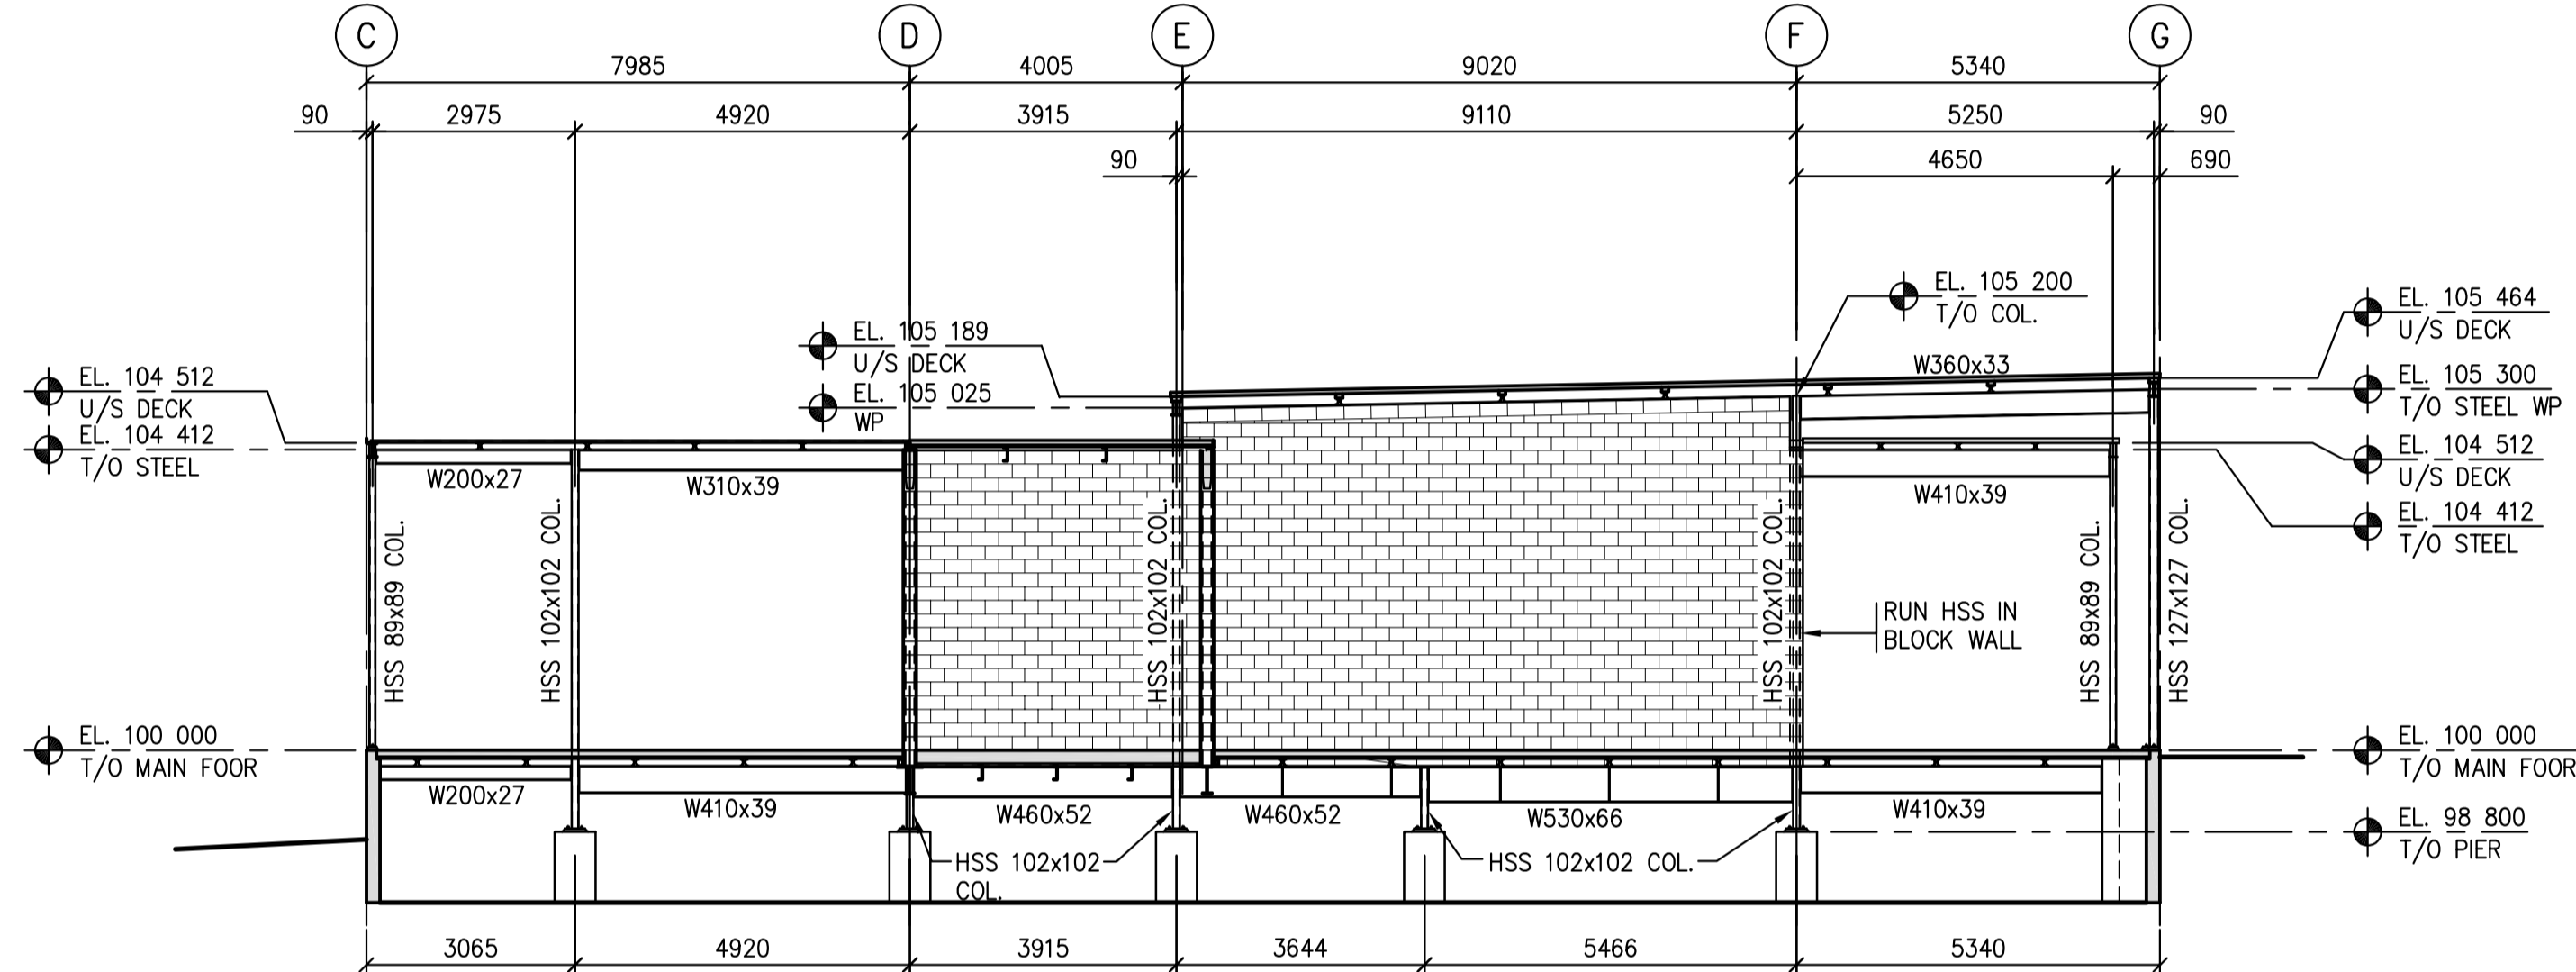 C D E F G
7985 4005 9020 5340
90 2975 4920 3915 9110 5250 90
90 4650 690
EL. 105 200
T/O COL.
EL. 105 464
U/S DECK
EL. 105 189
U/S DECK
EL. 105 025
WP
W360x33
EL. 105 300
T/O STEEL WP
EL. 104 512
U/S DECK
EL. 104 412
T/O STEEL
EL. 104 512
U/S DECK
EL. 104 412
T/O STEEL
W200x27
W310x39
W410x39
HSS 89x89 COL.
HSS 102x102 COL.
HSS 102x102 COL.
HSS 102x102 COL.
RUN HSS IN
BLOCK WALL
HSS 89x89 COL.
HSS 127x127 COL.
EL. 100 000
T/O MAIN FOOR
EL. 100 000
T/O MAIN FOOR
W200x27
W410x39
W460x52
W460x52
W530x66
W410x39
EL. 98 800
T/O PIER
HSS 102x102
COL.
HSS 102x102 COL.
3065 4920 3915 3644 5466 5340